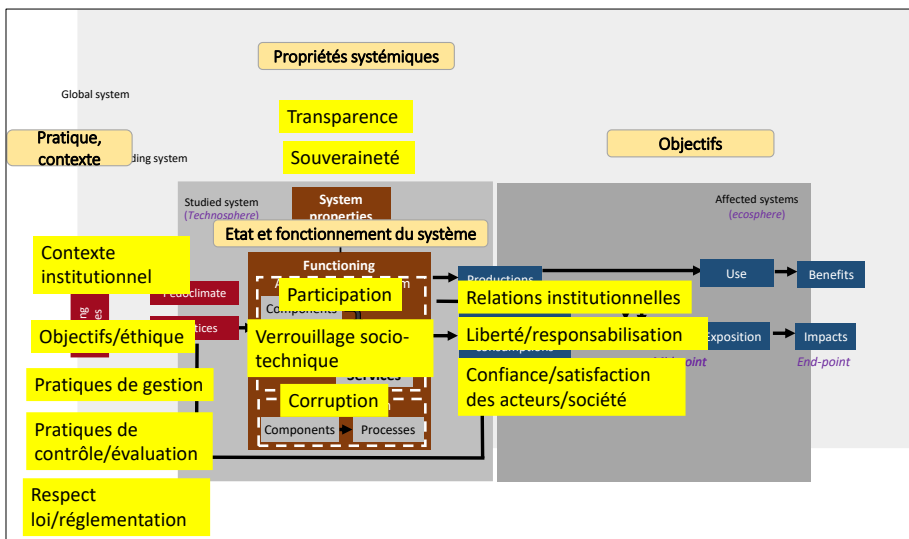 Propriétés systémiques
Global system
Transparence
Pratique,
contexte
ding system
Souveraineté
Objectifs
Studied system
(Technosphere)
System
properties
Affected systems
(ecosphere)
Etat et fonctionnement du système
Contexte
institutionnel
Functioning
Participation
Components
Relations institutionnelles
Use
Benefits
Objectifs/éthique
Verrouillage socio-
technique
Liberté/responsabilisation
Exposition
Impacts
point
End-point
Pratiques de gestion
Services
Corruption
Confiance/satisfaction
des acteurs/société
Pratiques de
contrôle/évaluation
Components
Processes
Respect
loi/réglementation